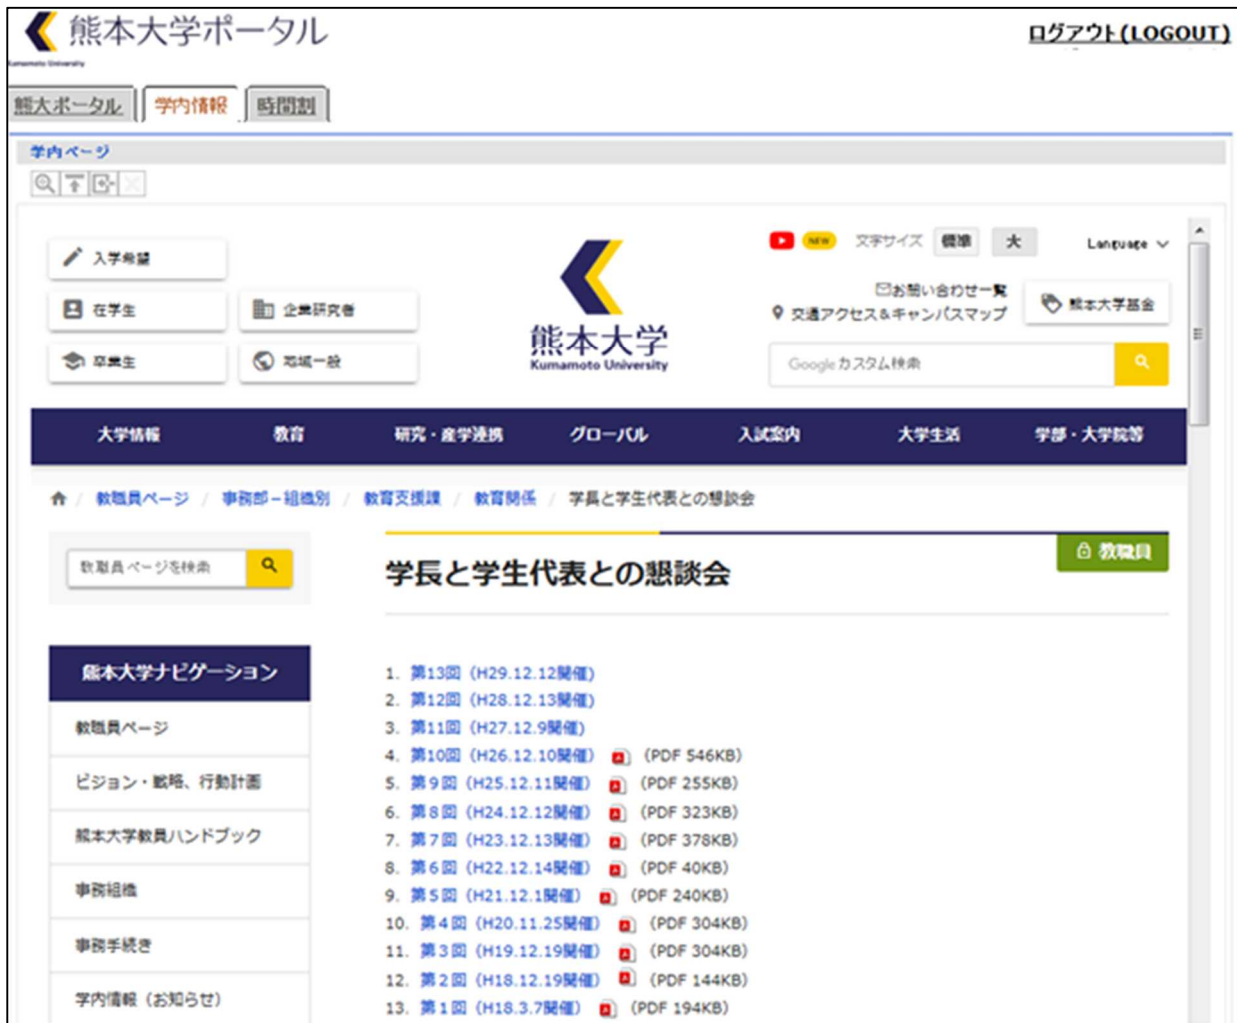 熊本大学ポータル
Kumamoto University
ログアウト(LOGOUT)
熊大ポータル 学内情報 時間割
学内ページ
入学希望
在学生 企業研究者
卒業生 地域一般
熊本大学
Kumamoto University
NEW 文字サイズ 標準 大 Language
お問い合わせ一覧
交通アクセス&キャンパスマップ
熊本大学基金
Google カスタム検索
大学情報 教育 研究・産学連携 グローバル 入試案内 大学生活 学部・大学院等
/ 教職員ページ / 事務部－組織別 / 教育支援課 / 教育関係 / 学長と学生代表との懇談会
教職員ページを検索
教職員
学長と学生代表との懇談会
熊本大学ナビゲーション
教職員ページ
ビジョン・戦略、行動計画
熊本大学教員ハンドブック
事務組織
事務手続き
学内情報（お知らせ）
1. 第13回（H29.12.12開催)
2. 第12回（H28.12.13開催)
3. 第11回（H27.12.9開催)
4. 第10回（H26.12.10開催） （PDF 546KB）
5. 第９回（H25.12.11開催） （PDF 255KB）
6. 第８回（H24.12.12開催） （PDF 323KB）
7. 第７回（H23.12.13開催） （PDF 378KB）
8. 第６回（H22.12.14開催） （PDF 40KB）
9. 第５回（H21.12.1開催） （PDF 240KB）
10. 第４回（H20.11.25開催） （PDF 304KB）
11. 第３回（H19.12.19開催） （PDF 304KB）
12. 第２回（H18.12.19開催） （PDF 144KB）
13. 第１回（H18.3.7開催） （PDF 194KB）